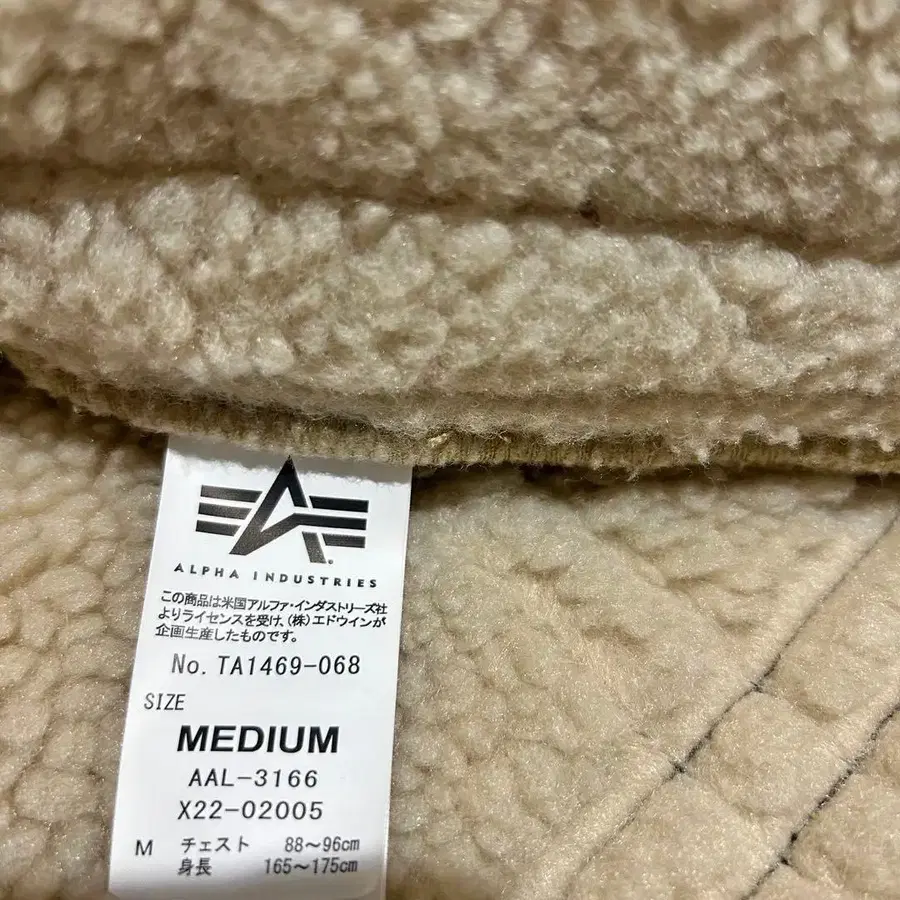 ALPHA INDUSTRIES
この商品は米国アルファ・インダストリーズ社
よりライセンスを受け、(株)エドウインが
企画生産したものです。
No. TA1469-068
SIZE
MEDIUM
AAL-3166
X22-02005
M チェスト 88～96cm
身長 165～175cm